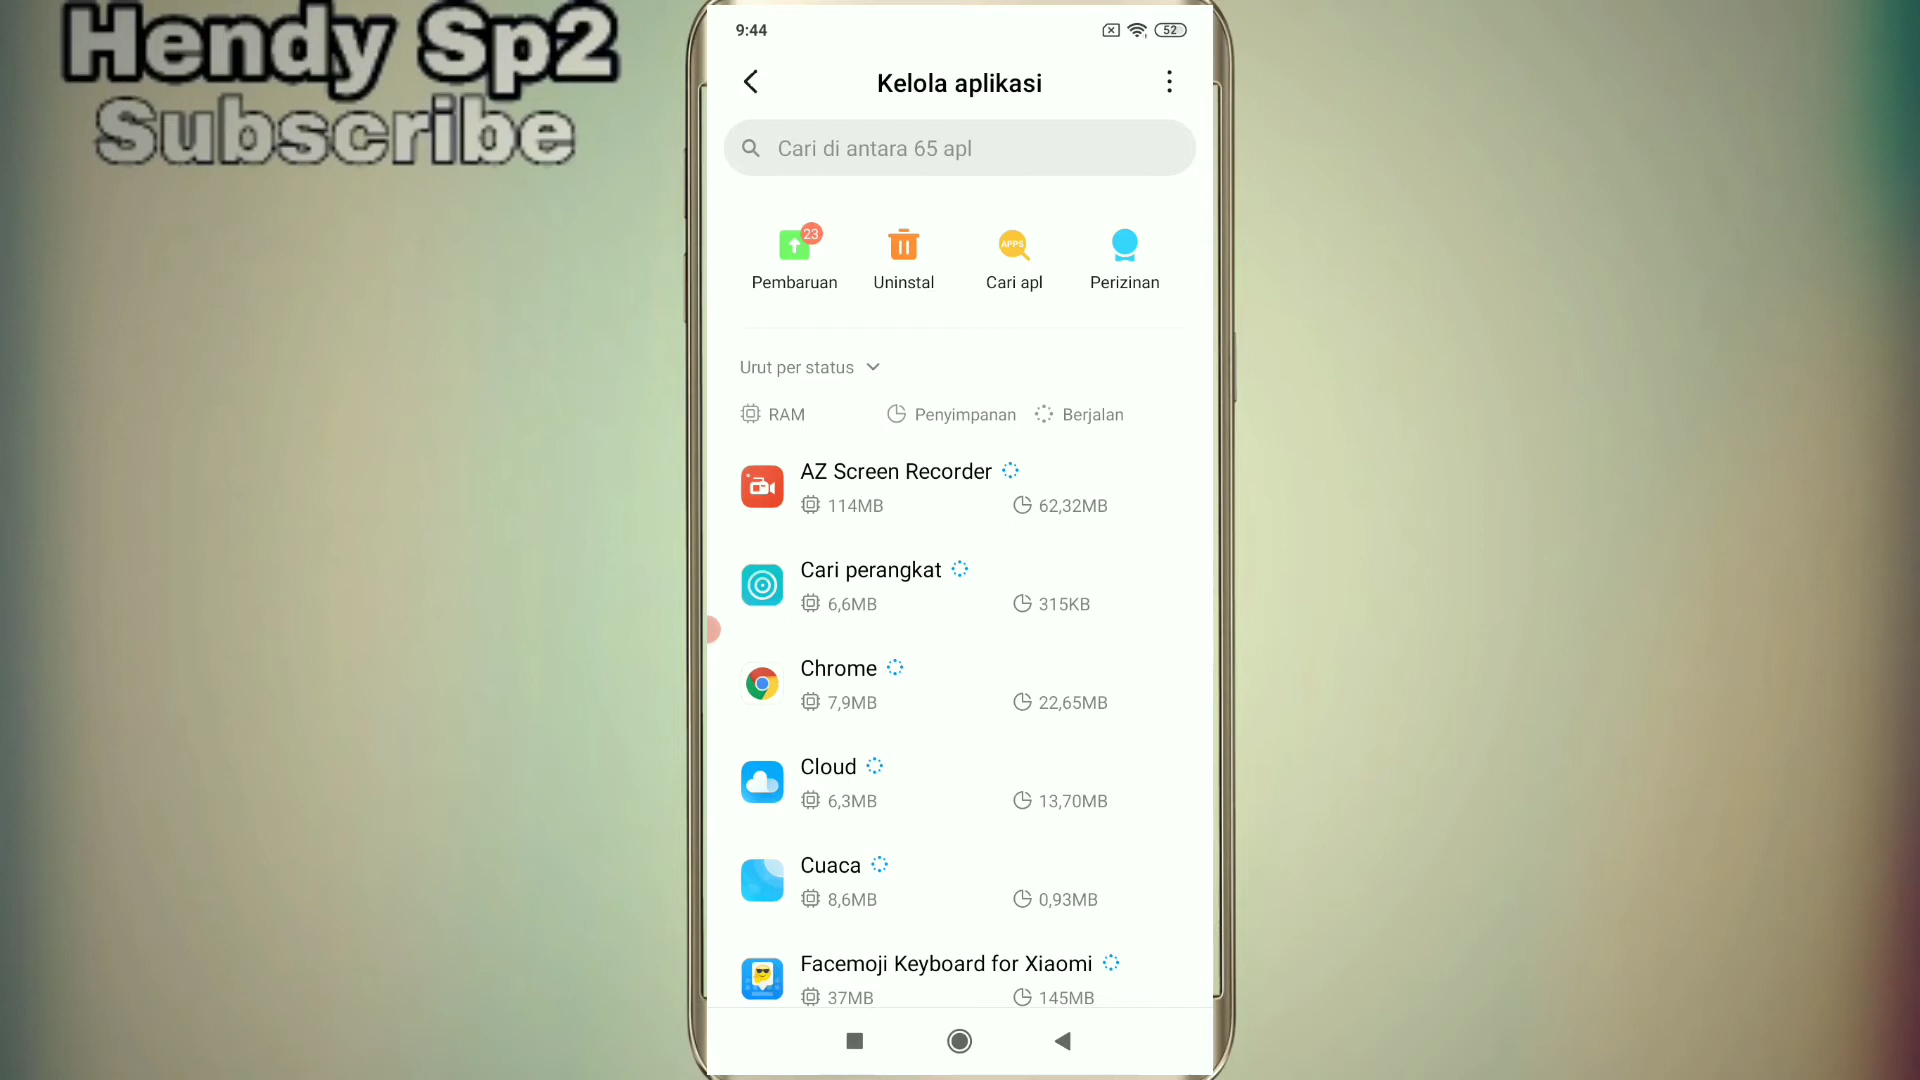 Hendy Sp2
Subscribe
9:44
52
Kelola aplikasi
Cari di antara 65 apl
23
APPS
Pembaruan
Uninstal
Cari apl
Perizinan
Urut per status
RAM
Penyimpanan
Berjalan
AZ Screen Recorder
114MB
62,32MB
Cari perangkat
6,6MB
315KB
Chrome
7,9MB
22,65MB
Cloud
6,3MB
13,70MB
Cuaca
8,6MB
0,93MB
Facemoji Keyboard for Xiaomi
37MB
145MB